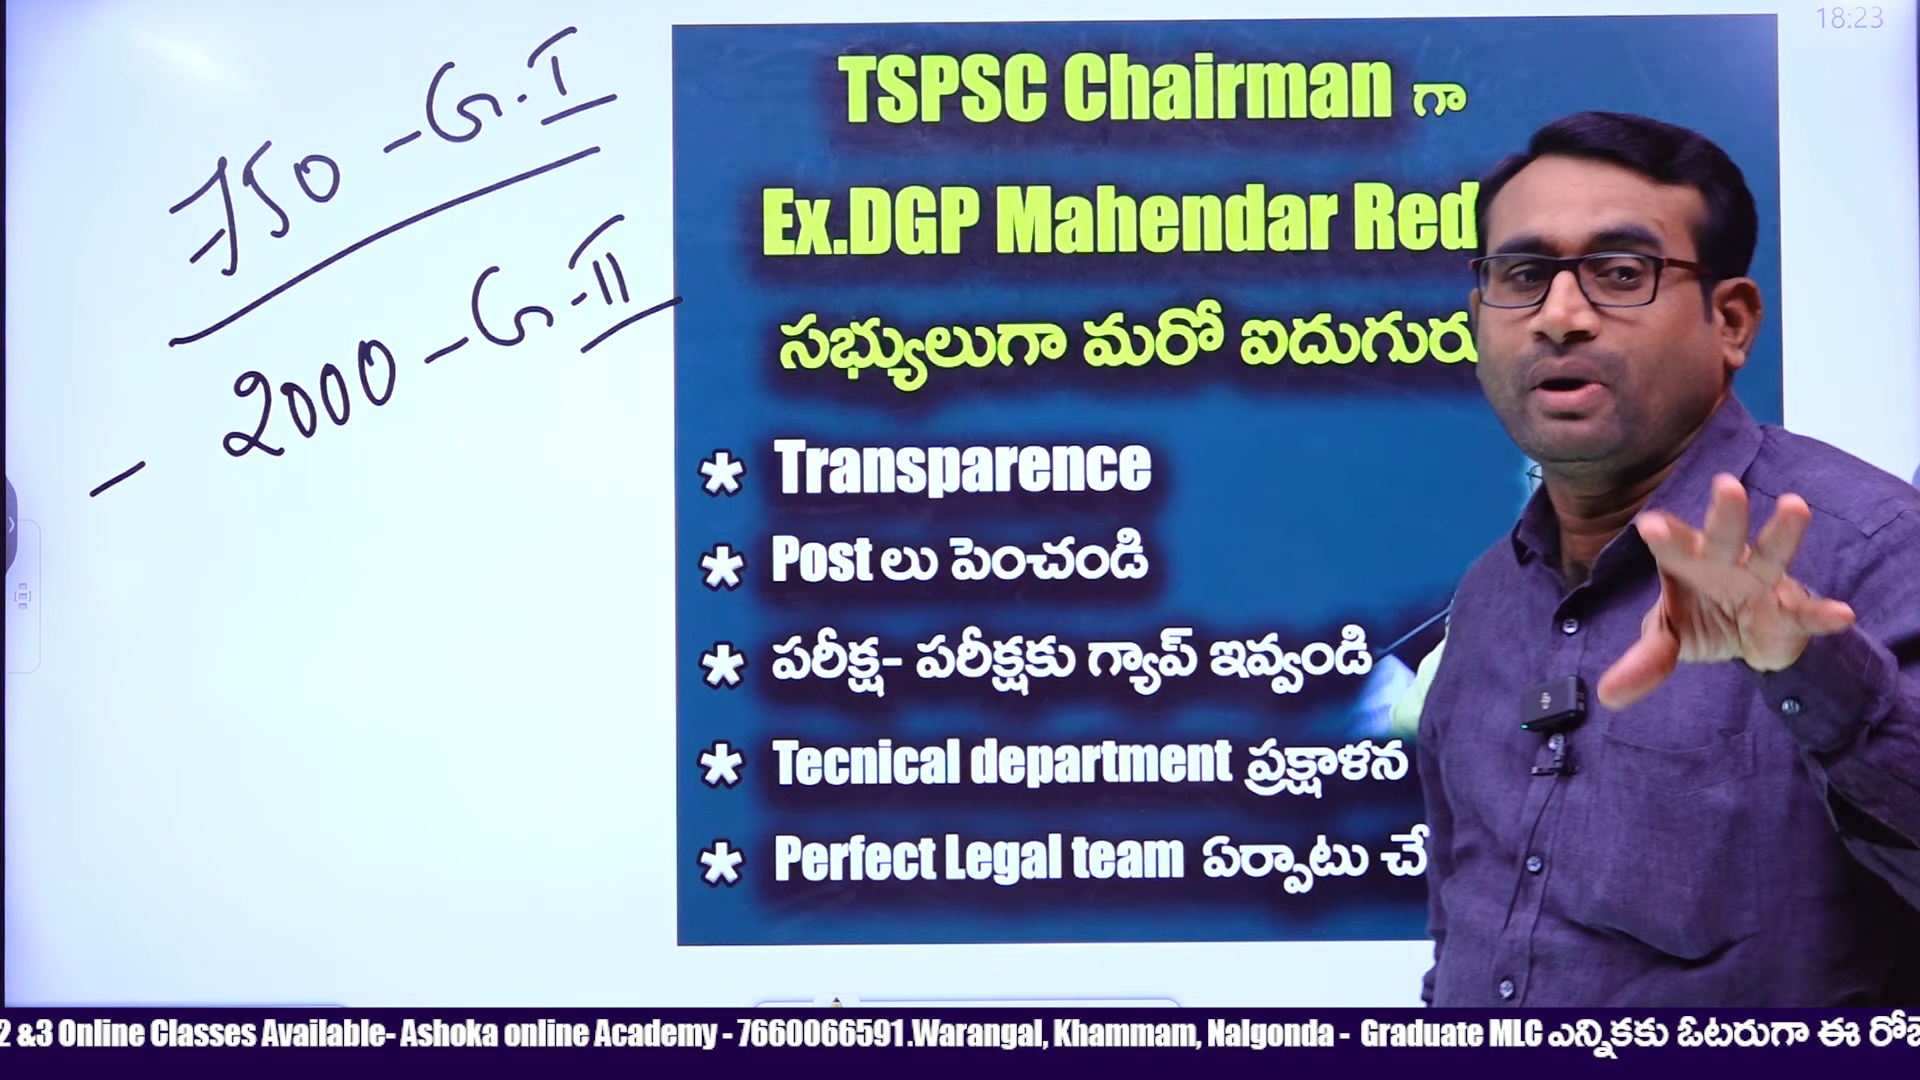 18:23
750 - G.I
2000 - G.II
-
TSPSC Chairman గా
Ex.DGP Mahendar Red
సభ్యులుగా మరో ఐదుగురు
* Transparence
* Post లు పెంచండి
* పరీక్ష- పరీక్షకు గ్యాప్ ఇవ్వండి
* Tecnical department ప్రక్షాళన
* Perfect Legal team ఏర్పాటు చే
2 &3 Online Classes Available- Ashoka online Academy - 7660066591 .Warangal, Khammam, Nalgonda - Graduate MLC ఎన్నికకు ఓటరుగా ఈ రోజే